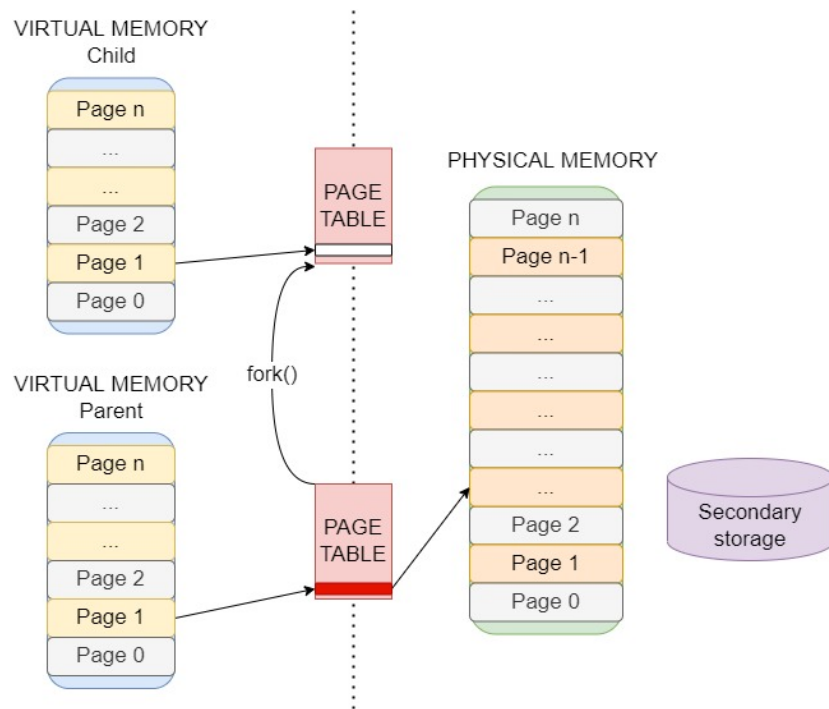 VIRTUAL MEMORY
Child
Page n
...
...
Page 2
Page 1
Page 0
PAGE
TABLE
fork()
VIRTUAL MEMORY
Parent
Page n
...
...
Page 2
Page 1
Page 0
PAGE
TABLE
PHYSICAL MEMORY
Page n
Page n-1
...
...
...
...
...
...
Page 2
Page 1
Page 0
Secondary
storage